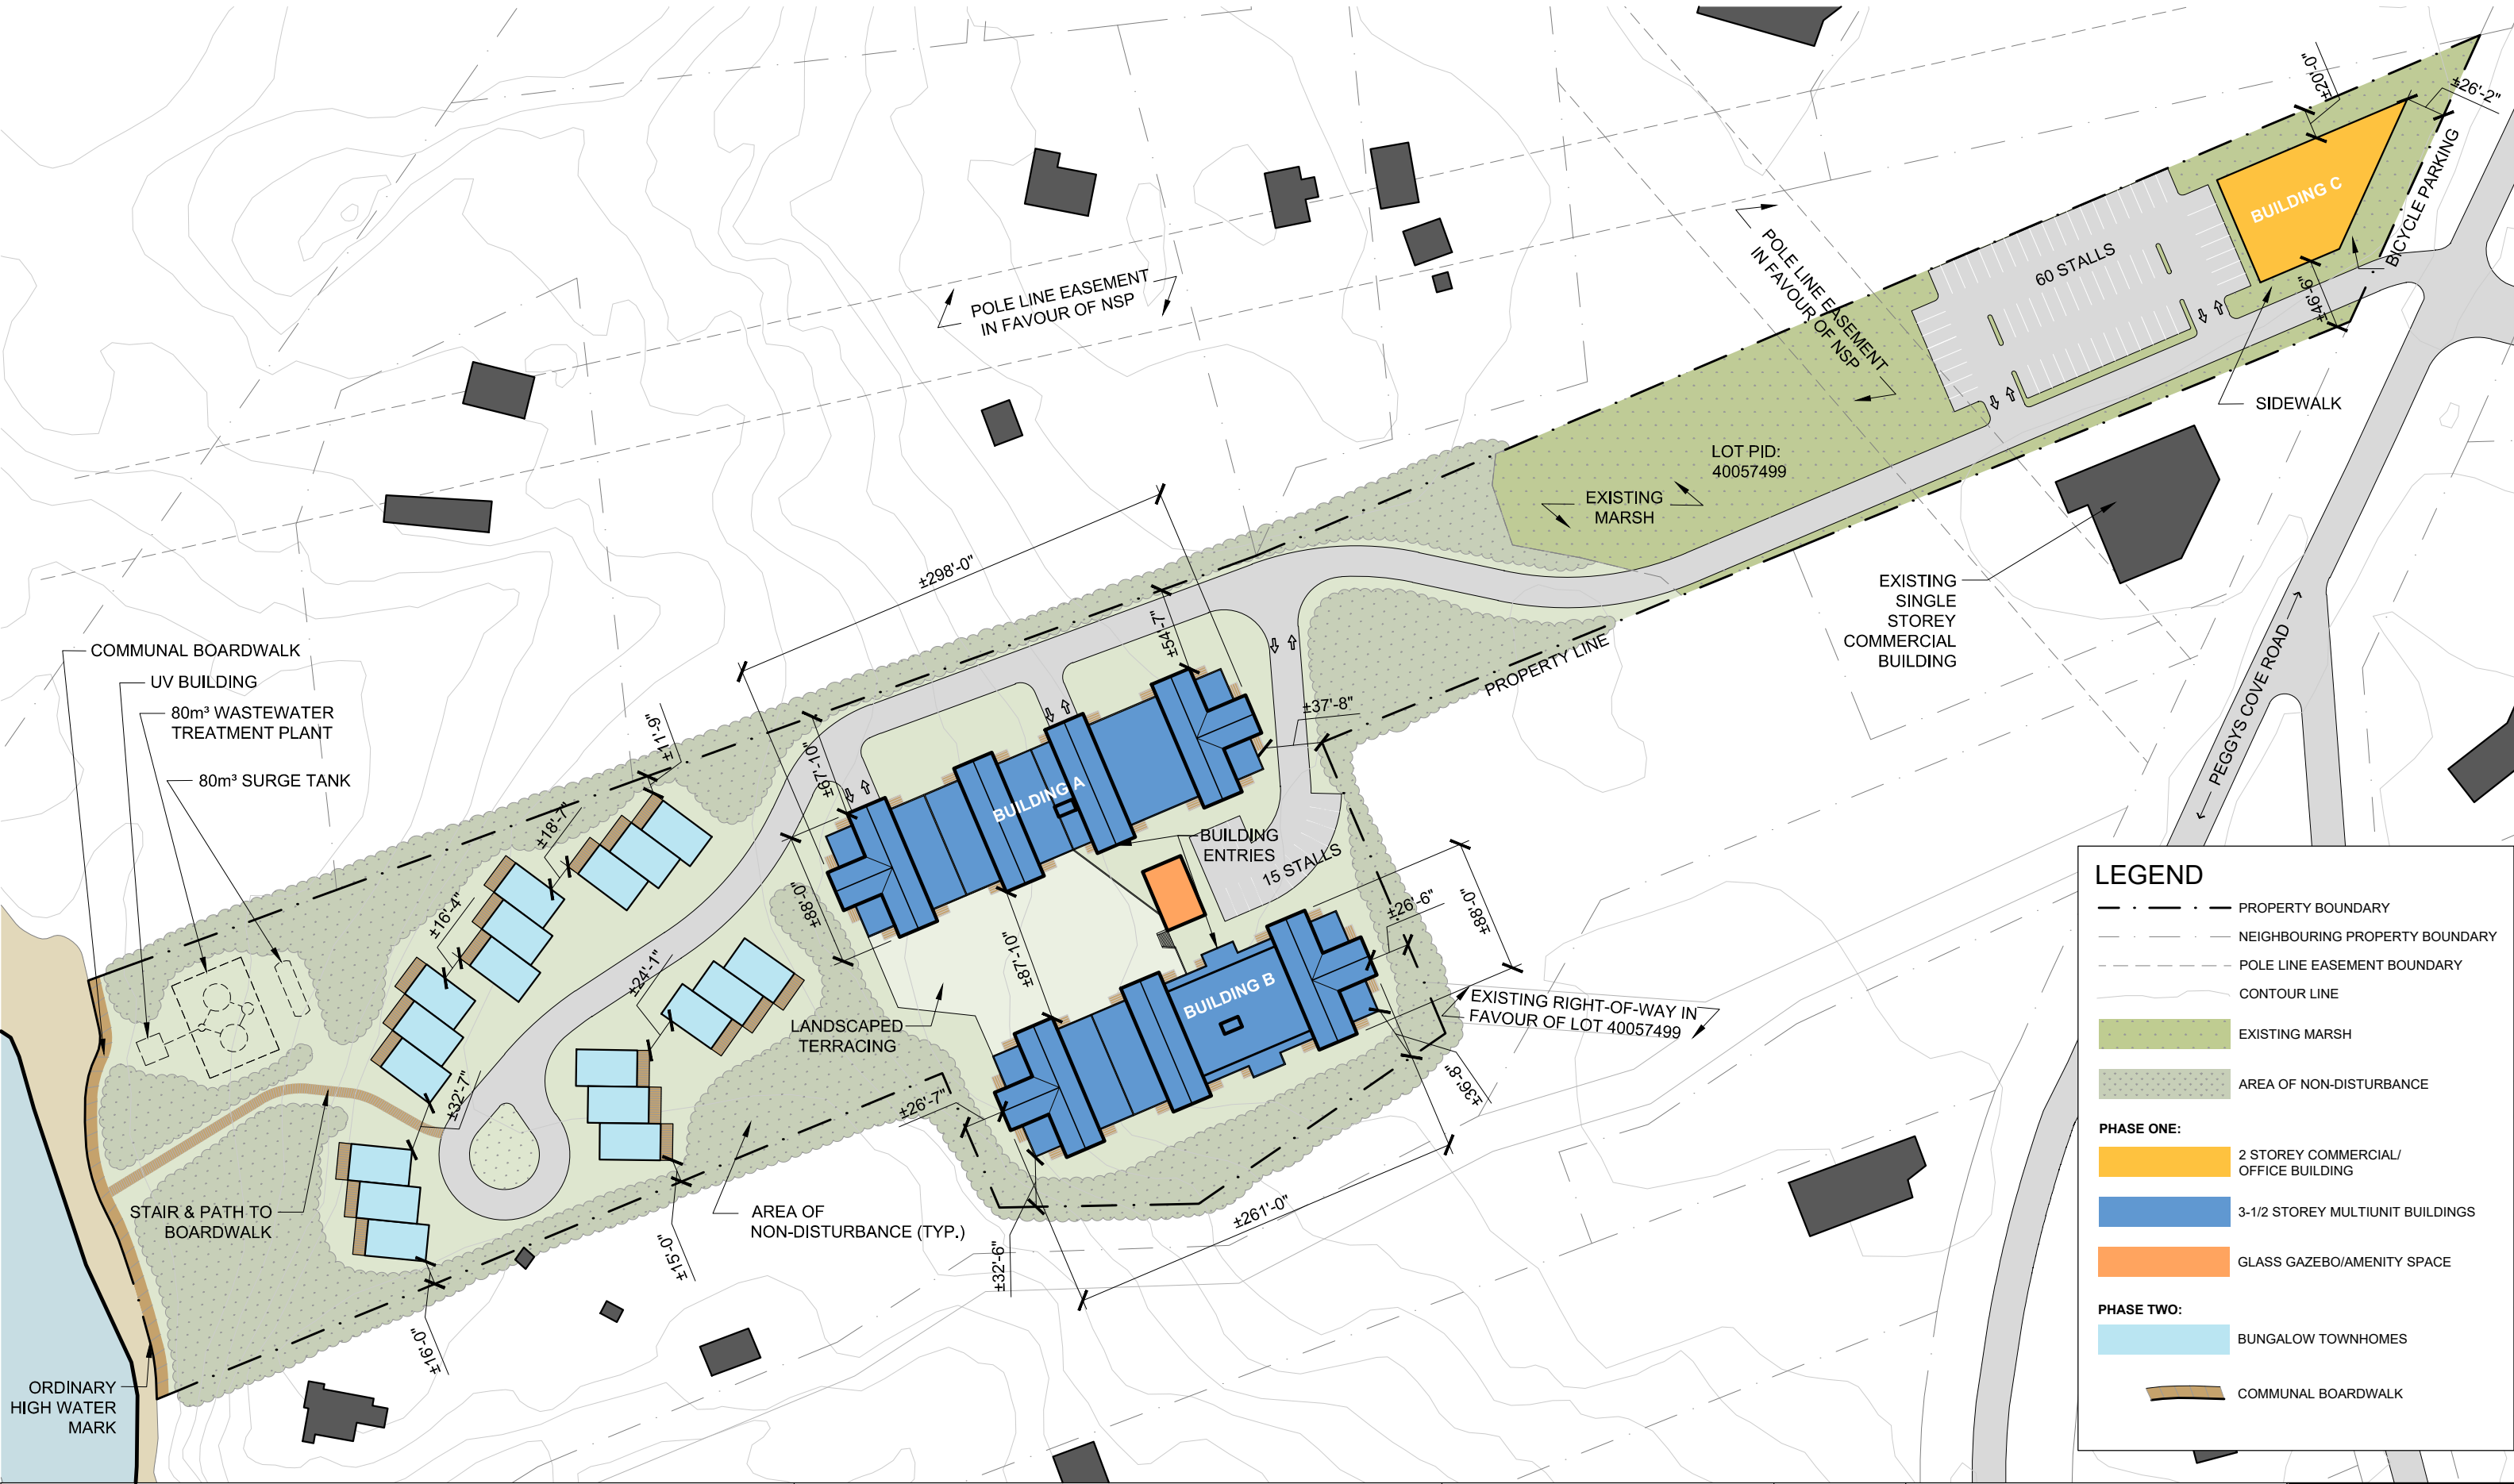 ±20'-0"
±26'-2"
BUILDING C
BICYCLE PARKING
60 STALLS
±46'-6"
SIDEWALK
POLE LINE EASEMENT
IN FAVOUR OF NSP
POLE LINE EASEMENT
IN FAVOUR OF NSP
LOT PID:
40057499
EXISTING
MARSH
EXISTING
SINGLE
STOREY
COMMERCIAL
BUILDING
PEGGYS COVE ROAD
PROPERTY LINE
±298'-0"
±54'-7"
±37'-8"
±67'-10"
±11'-9"
±18'-7"
±16'-4"
±24'-1"
±88'-0"
BUILDING A
BUILDING
ENTRIES
15 STALLS
±87'-10"
BUILDING B
±26'-6"
±88'-0"
EXISTING RIGHT-OF-WAY IN
FAVOUR OF LOT 40057499
±36'-8"
±261'-0"
±32'-6"
±26'-7"
LANDSCAPED
TERRACING
AREA OF
NON-DISTURBANCE (TYP.)
±15'-0"
±16'-0"
±32'-7"
COMMUNAL BOARDWALK
UV BUILDING
80m³ WASTEWATER
TREATMENT PLANT
80m³ SURGE TANK
STAIR & PATH TO
BOARDWALK
ORDINARY
HIGH WATER
MARK
LEGEND
PROPERTY BOUNDARY
NEIGHBOURING PROPERTY BOUNDARY
POLE LINE EASEMENT BOUNDARY
CONTOUR LINE
EXISTING MARSH
AREA OF NON-DISTURBANCE
PHASE ONE:
2 STOREY COMMERCIAL/
OFFICE BUILDING
3-1/2 STOREY MULTIUNIT BUILDINGS
GLASS GAZEBO/AMENITY SPACE
PHASE TWO:
BUNGALOW TOWNHOMES
COMMUNAL BOARDWALK